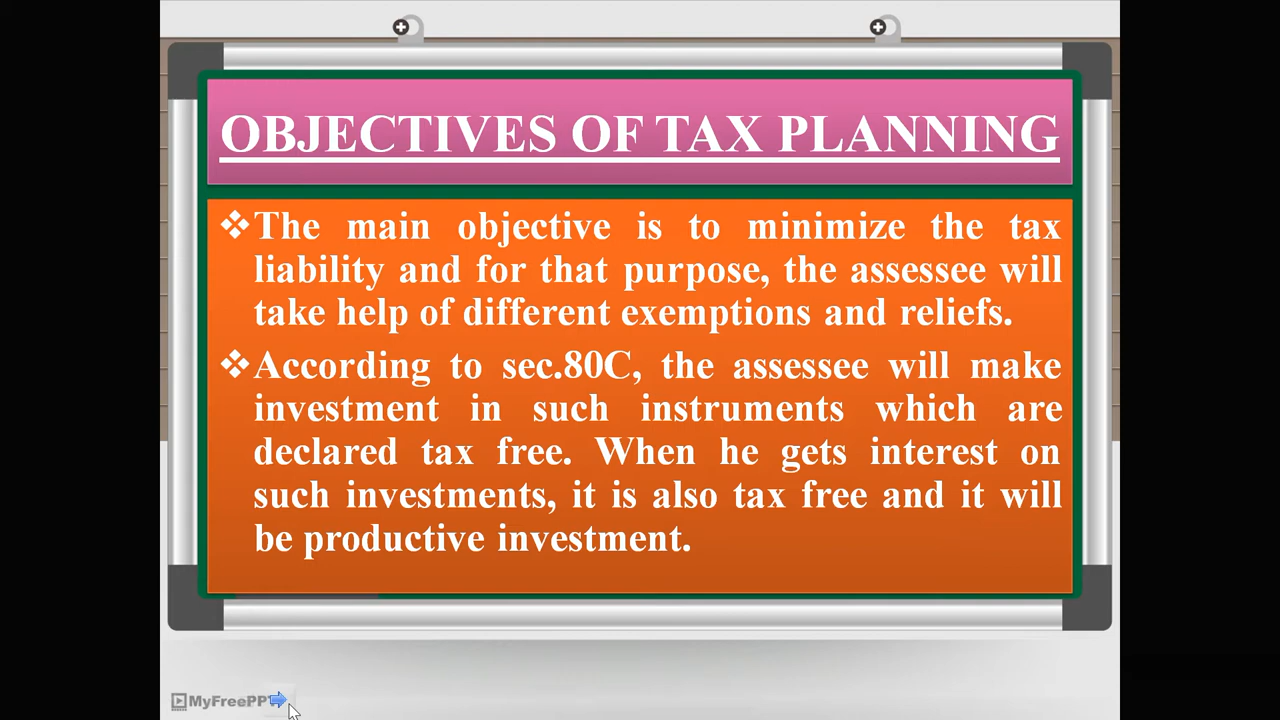 OBJECTIVES OF TAX PLANNING
❖The main objective is to minimize the tax
liability and for that purpose, the assessee will
take help of different exemptions and reliefs.
❖According to sec.80C, the assessee will make
investment in such instruments which are
declared tax free. When he gets interest on
such investments, it is also tax free and it will
be productive investment.
MyFreePP